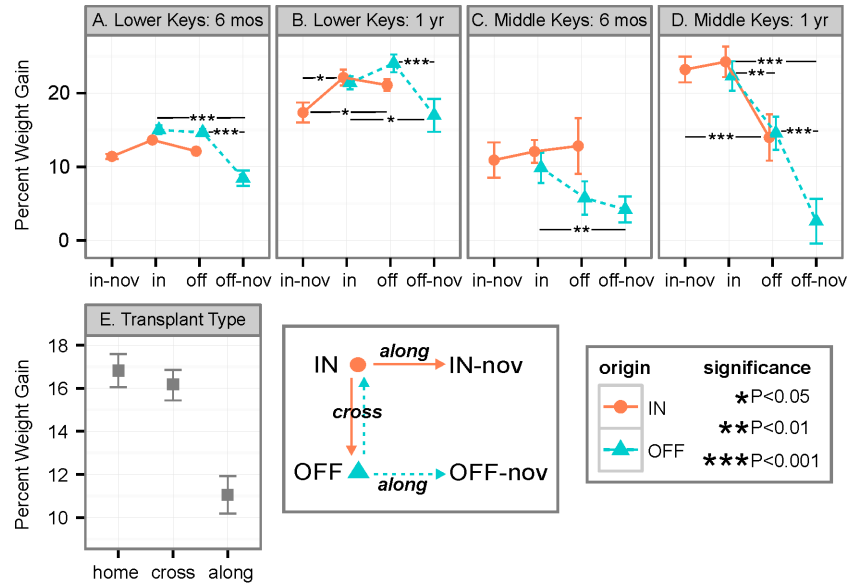 A. Lower Keys: 6 mos
B. Lower Keys: 1 yr
C. Middle Keys: 6 mos
D. Middle Keys: 1 yr
Percent Weight Gain
20
10
0
***
***
*
***
*
*
**
***
**
***
***
in-nov in off off-nov
in-nov in off off-nov
in-nov in off off-nov
in-nov in off off-nov
E. Transplant Type
Percent Weight Gain
18
16
14
12
10
home cross along
IN along IN-nov
cross
OFF along OFF-nov
origin
IN
OFF
significance
*P<0.05
**P<0.01
***P<0.001